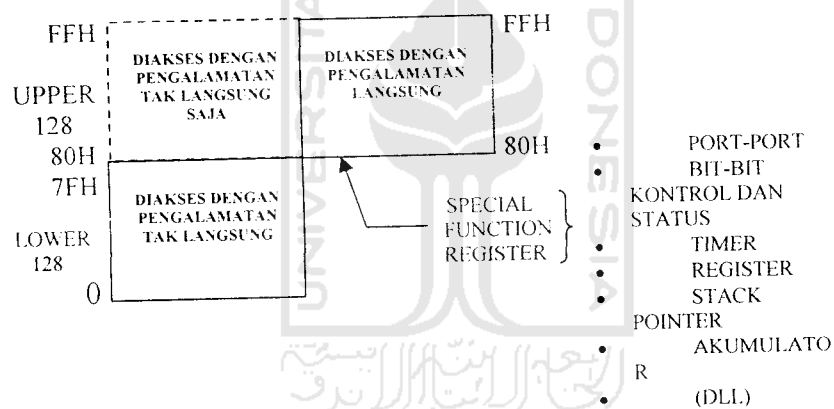 FFH
DIAKSES DENGAN
PENGALAMATAN
TAK LANGSUNG
SAJA
DIAKSES DENGAN
PENGALAMATAN
LANGSUNG
FFH
UPPER
128
80H
80H
7FH
DIAKSES DENGAN
PENGALAMATAN
TAK LANGSUNG
LOWER
128
0
SPECIAL
FUNCTION
REGISTER
• PORT-PORT
• BIT-BIT
KONTROL DAN
STATUS
• TIMER
• REGISTER
• STACK
POINTER
• AKUMULATO
R
• (DLL)